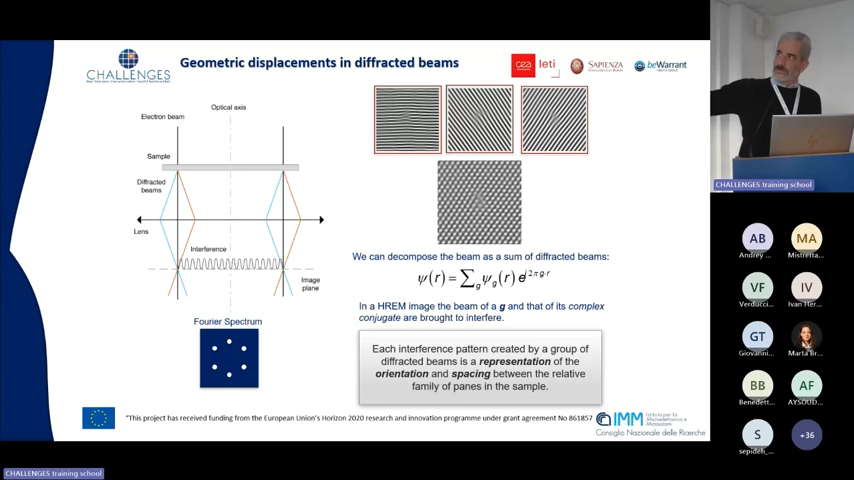 CHALLENGES
Geometric displacements in diffracted beams
cea leti
SAPIENZA
beWarrant
Optical axis
Electron beam
Sample
Diffracted
beams
Lens
Interference
Image
plane
Fourier Spectrum
We can decompose the beam as a sum of diffracted beams:
ψ(r) = ∑g ψg(r) e^{i2πg·r}
In a HREM image the beam of a g and that of its complex
conjugate are brought to interfere.
Each interference pattern created by a group of
diffracted beams is a representation of the
orientation and spacing between the relative
family of panes in the sample.
"This project has received funding from the European Union's Horizon 2020 research and innovation programme under grant agreement No 861857
IMM
Consiglio Nazionale delle Ricerche
CHALLENGES training school
AB
Andrey ...
MA
Mistretta...
VF
Verducci...
IV
Ivan Her...
GT
Giovanni...
Marta Br...
BB
Benedett...
AF
AYSOUD...
S
sepideh_...
+36
CHALLENGES training school